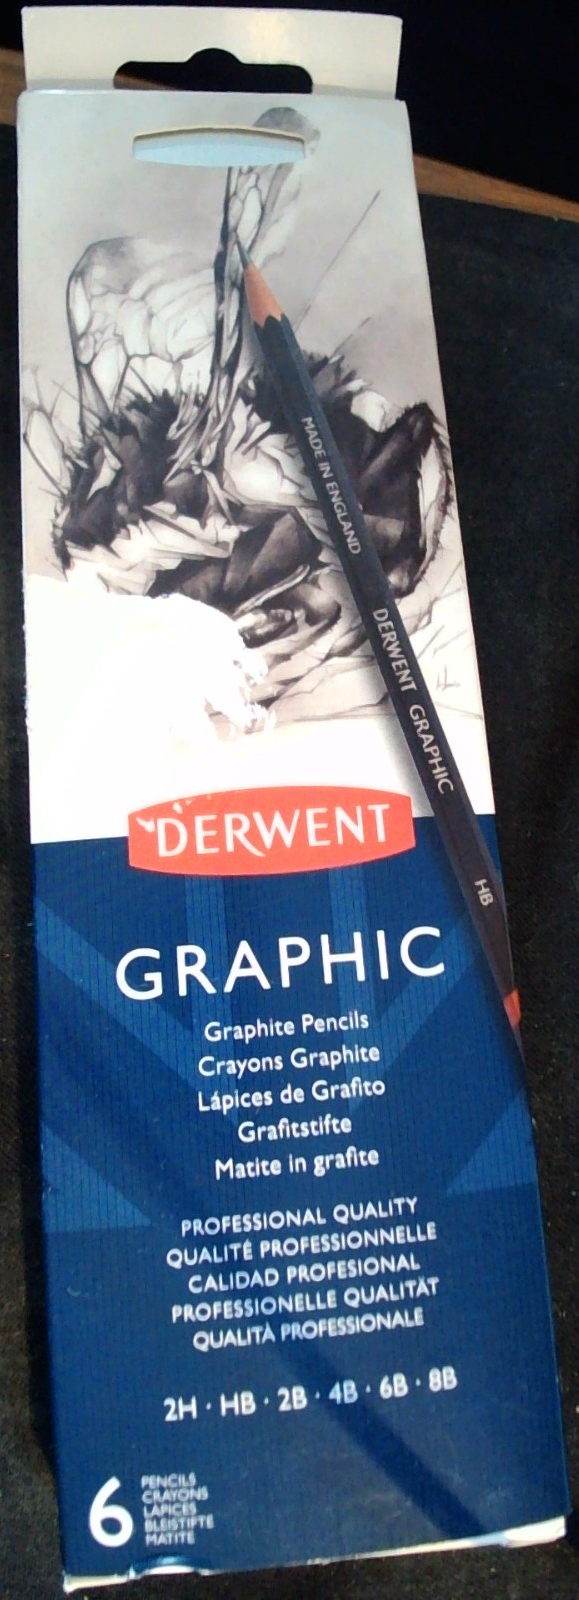 MADE IN ENGLAND
DERWENT GRAPHIC
HB
DERWENT
GRAPHIC
Graphite Pencils
Crayons Graphite
Lápices de Grafito
Grafitstifte
Matite in grafite
PROFESSIONAL QUALITY
QUALITÉ PROFESSIONNELLE
CALIDAD PROFESIONAL
PROFESSIONELLE QUALITÄT
QUALITÀ PROFESSIONALE
2H · HB · 2B · 4B · 6B · 8B
6
PENCILS
CRAYONS
LÁPICES
BLEISTIFTE
MATITE